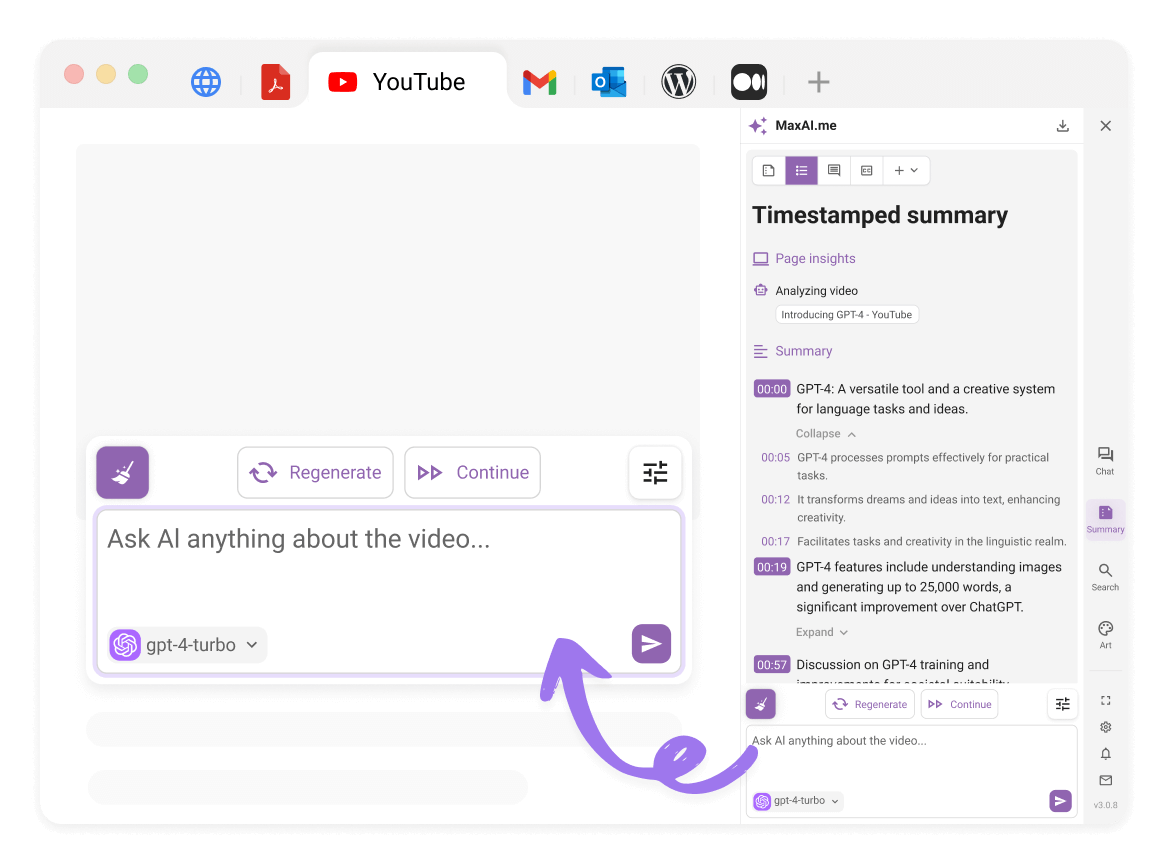 YouTube
MaxAI.me
Timestamped summary
Page insights
Analyzing video
Introducing GPT-4 - YouTube
Summary
00:00 GPT-4: A versatile tool and a creative system
for language tasks and ideas.
Collapse
00:05 GPT-4 processes prompts effectively for practical
tasks.
00:12 It transforms dreams and ideas into text, enhancing
creativity.
00:17 Facilitates tasks and creativity in the linguistic realm.
00:19 GPT-4 features include understanding images
and generating up to 25,000 words, a
significant improvement over ChatGPT.
Expand
00:57 Discussion on GPT-4 training and
improvements for societal suitability
Regenerate Continue
Ask AI anything about the video...
gpt-4-turbo
Regenerate Continue
Ask AI anything about the video...
gpt-4-turbo
Chat
Summary
Search
Art
v3.0.8